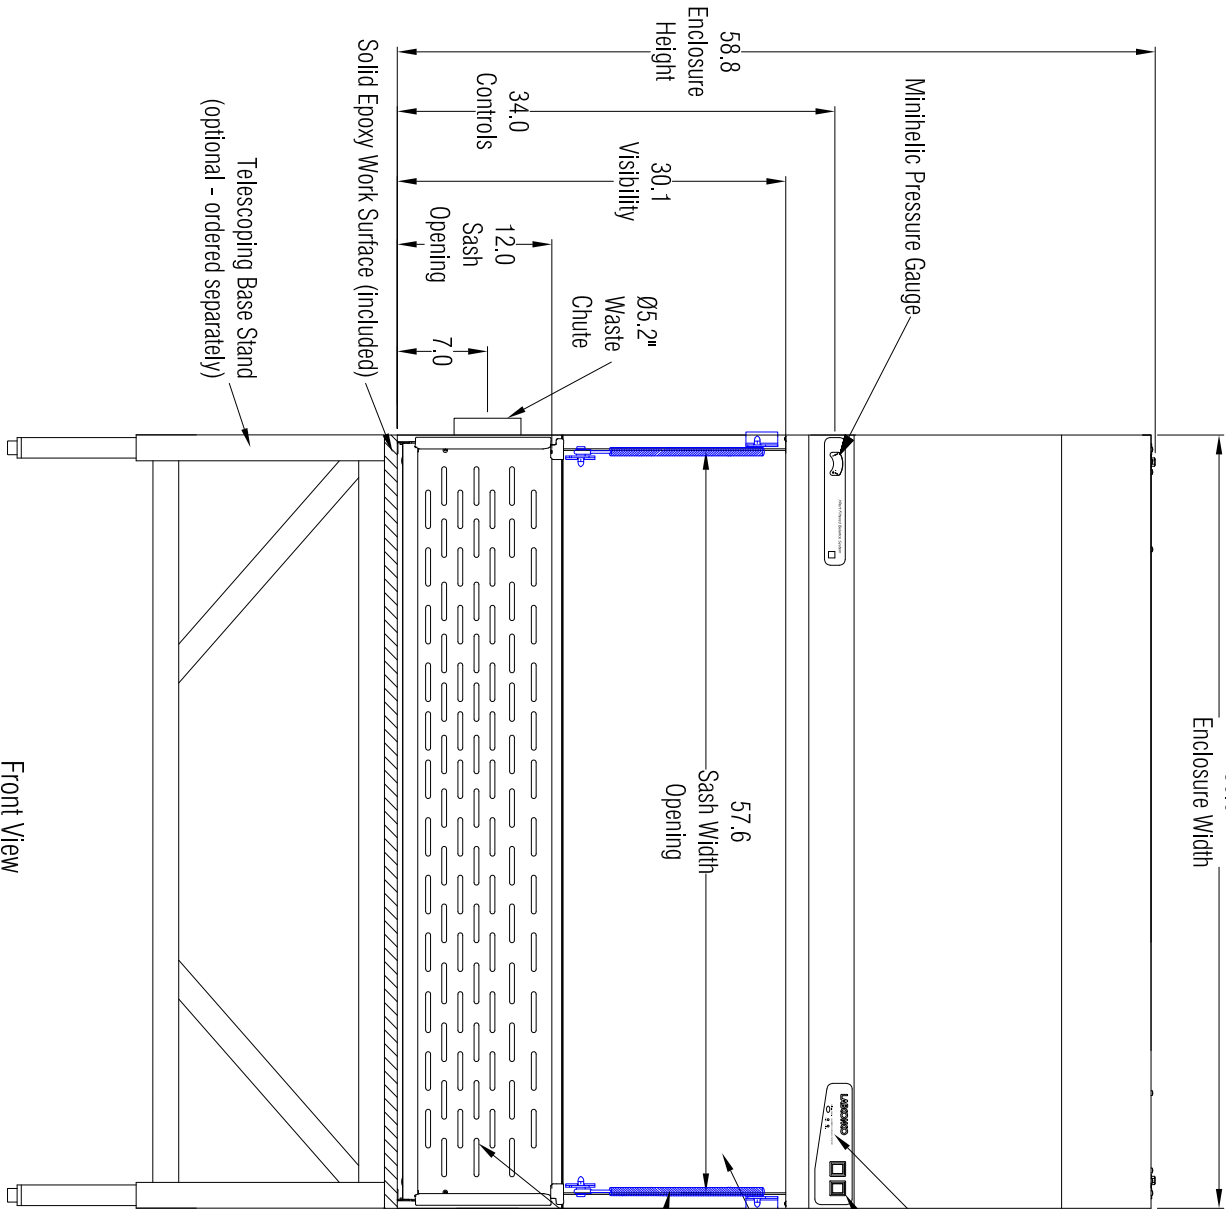 58.8
Enclosure
Height
34.0
Controls
30.1
Visibility
12.0
Sash
Opening
7.0
Ø5.2"
Waste
Chute
Minihelic Pressure Gauge
Solid Epoxy Work Surface (included)
Telescoping Base Stand
(optional - ordered separately)
57.6
Sash Width
Opening
Enclosure Width
LABCONCO
Front View